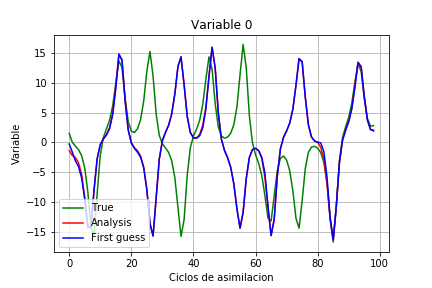 Variable 0
15
10
5
0
−5
−10
−15
Variable
True
Analysis
First guess
0
20
40
60
80
100
Ciclos de asimilacion